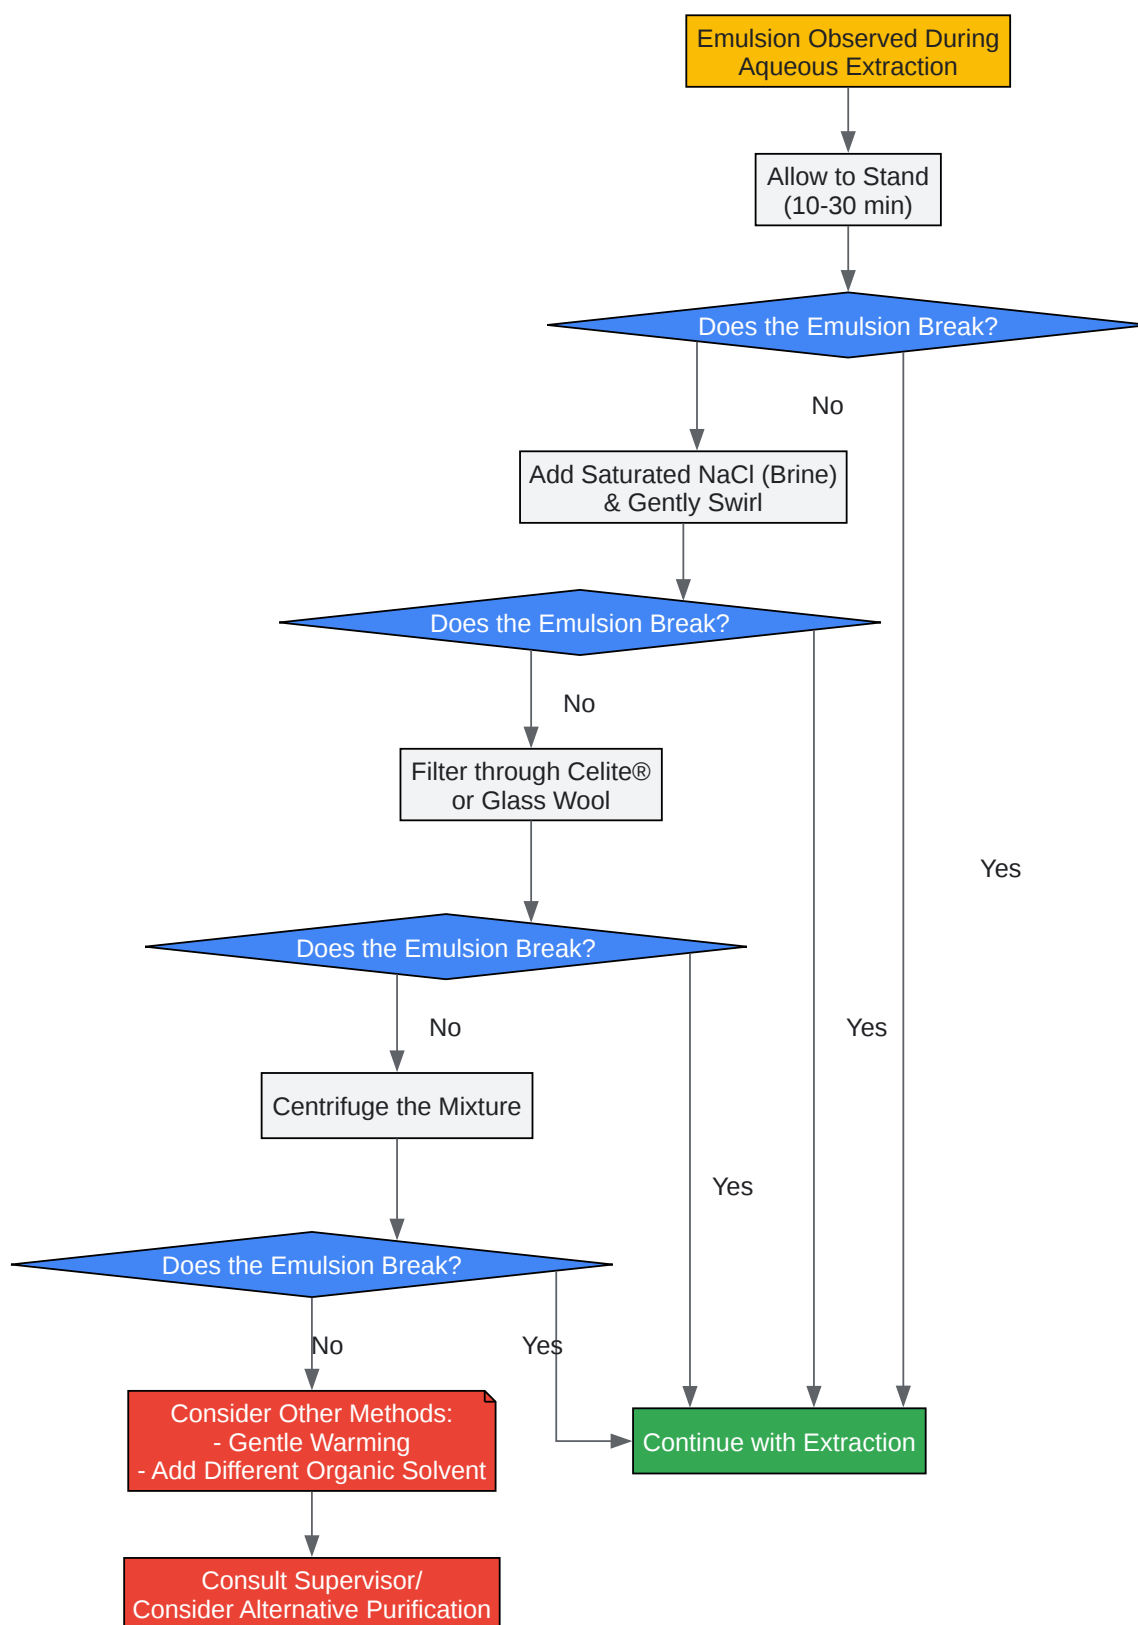 Emulsion Observed During
Aqueous Extraction
Allow to Stand
(10-30 min)
Does the Emulsion Break?
No
Add Saturated NaCl (Brine)
& Gently Swirl
Does the Emulsion Break?
No
Filter through Celite®
or Glass Wool
Yes
Does the Emulsion Break?
No
Yes
Centrifuge the Mixture
Yes
Does the Emulsion Break?
No
Yes
Consider Other Methods:
- Gentle Warming
- Add Different Organic Solvent
Continue with Extraction
Consult Supervisor/
Consider Alternative Purification